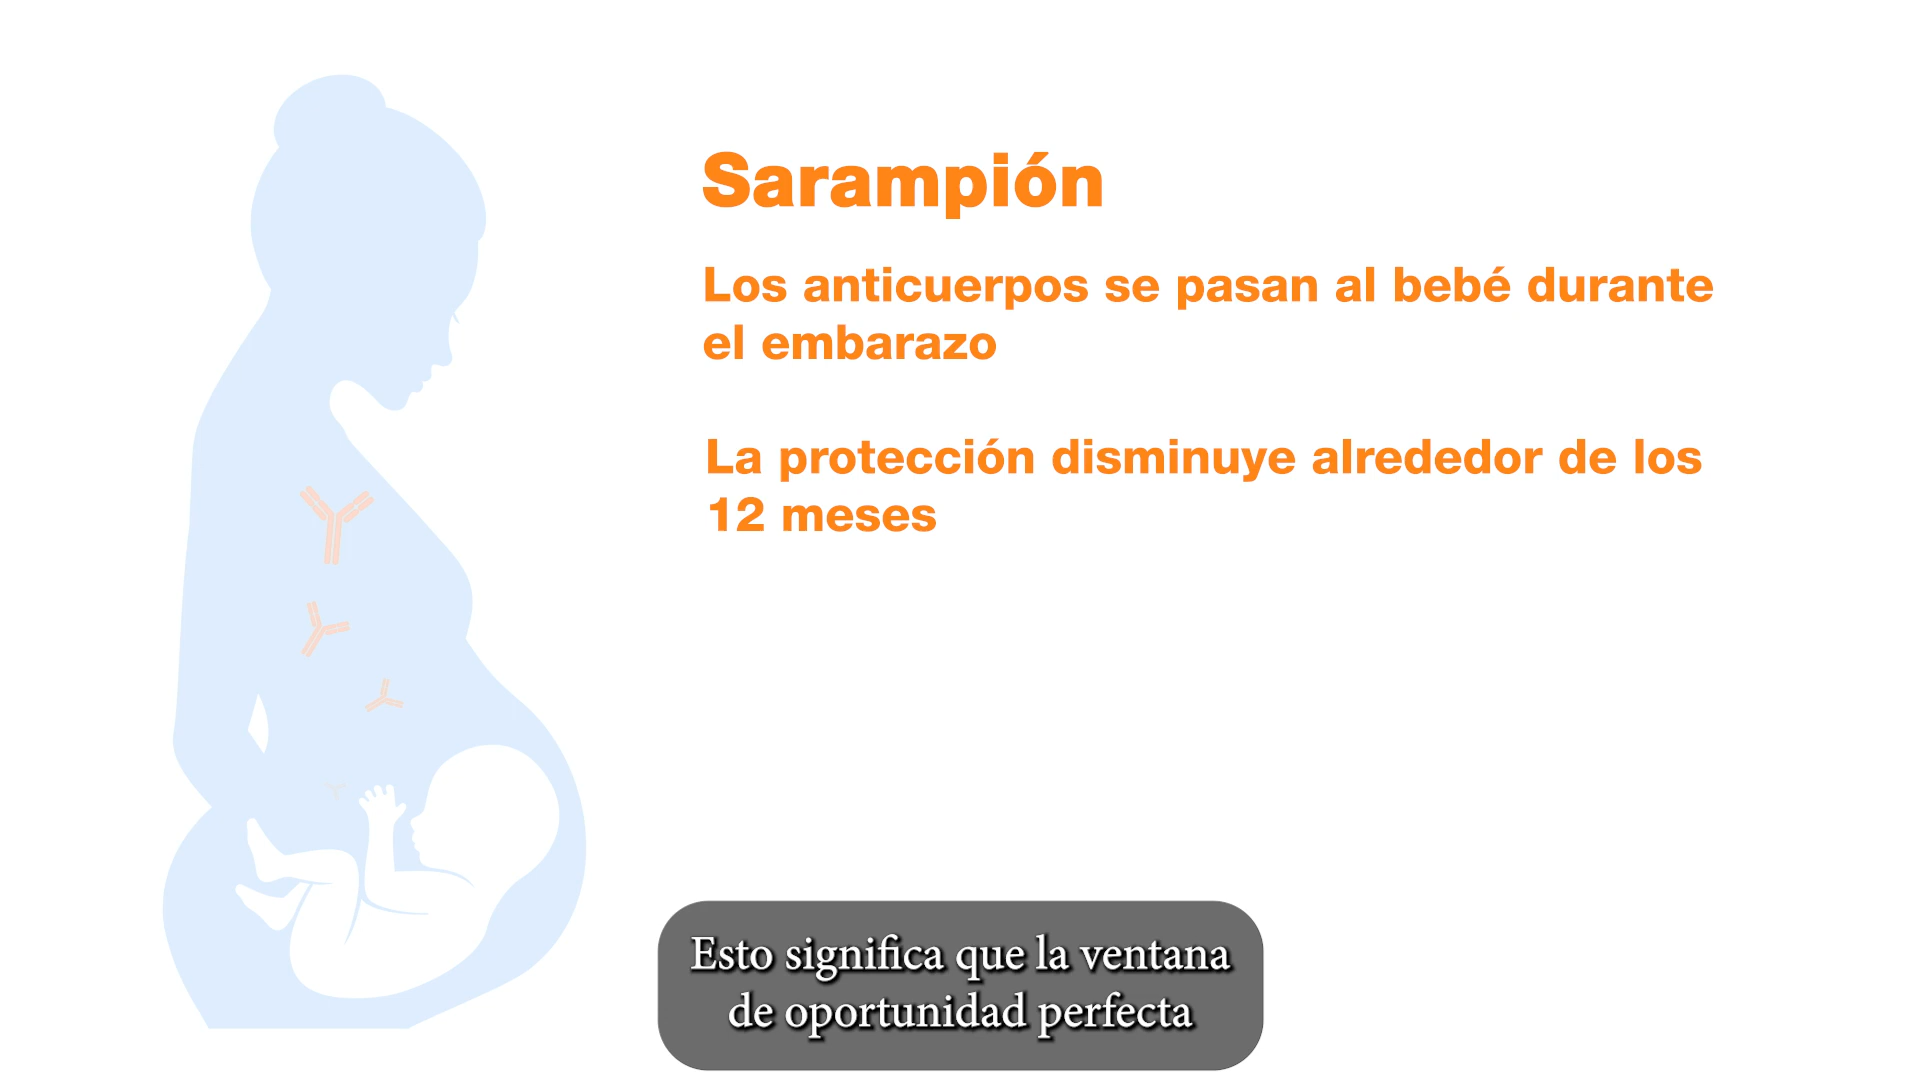 Sarampión
Los anticuerpos se pasan al bebé durante
el embarazo
La protección disminuye alrededor de los
12 meses
Esto significa que la ventana
de oportunidad perfecta